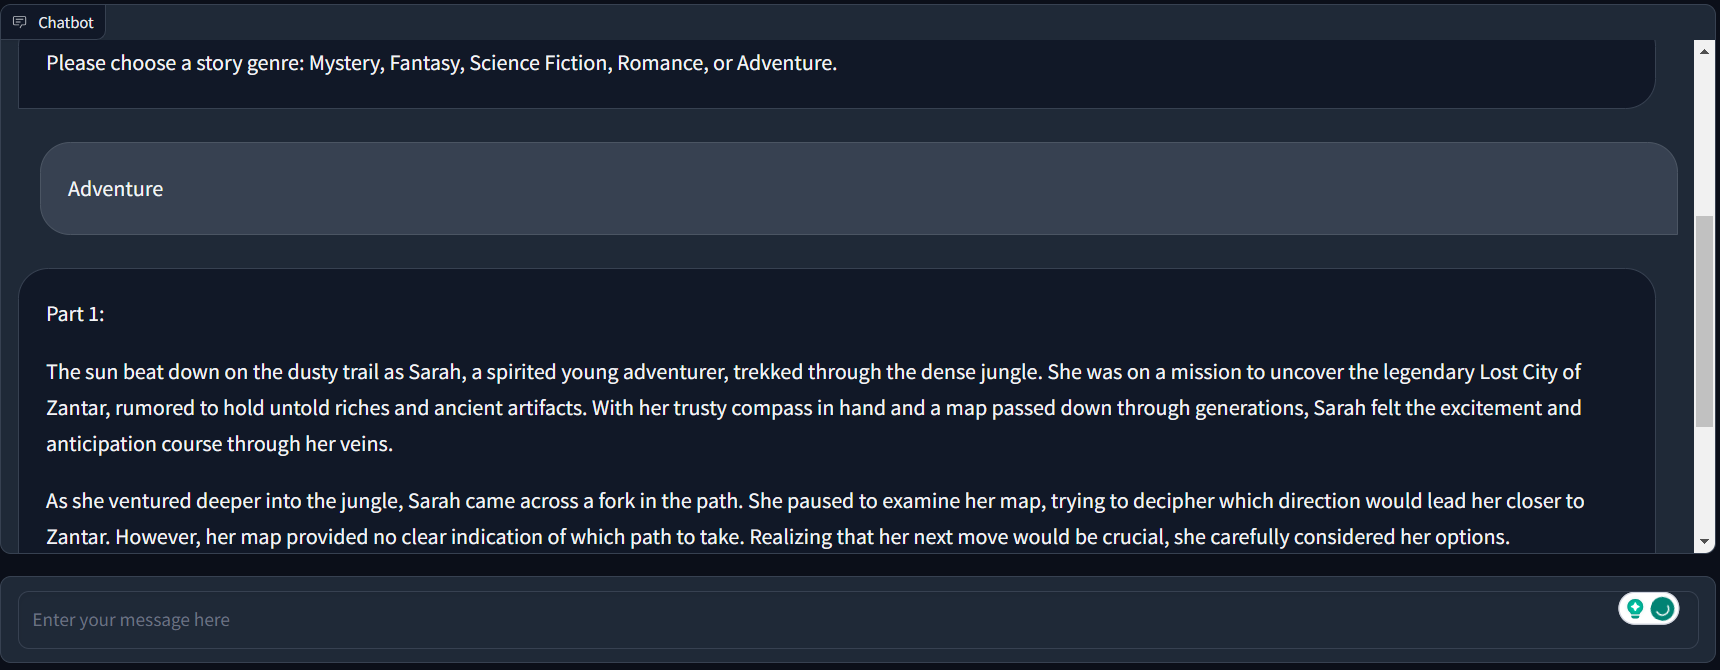 Chatbot
Please choose a story genre: Mystery, Fantasy, Science Fiction, Romance, or Adventure.
Adventure
Part 1:
The sun beat down on the dusty trail as Sarah, a spirited young adventurer, trekked through the dense jungle. She was on a mission to uncover the legendary Lost City of
Zantar, rumored to hold untold riches and ancient artifacts. With her trusty compass in hand and a map passed down through generations, Sarah felt the excitement and
anticipation course through her veins.
As she ventured deeper into the jungle, Sarah came across a fork in the path. She paused to examine her map, trying to decipher which direction would lead her closer to
Zantar. However, her map provided no clear indication of which path to take. Realizing that her next move would be crucial, she carefully considered her options.
Enter your message here